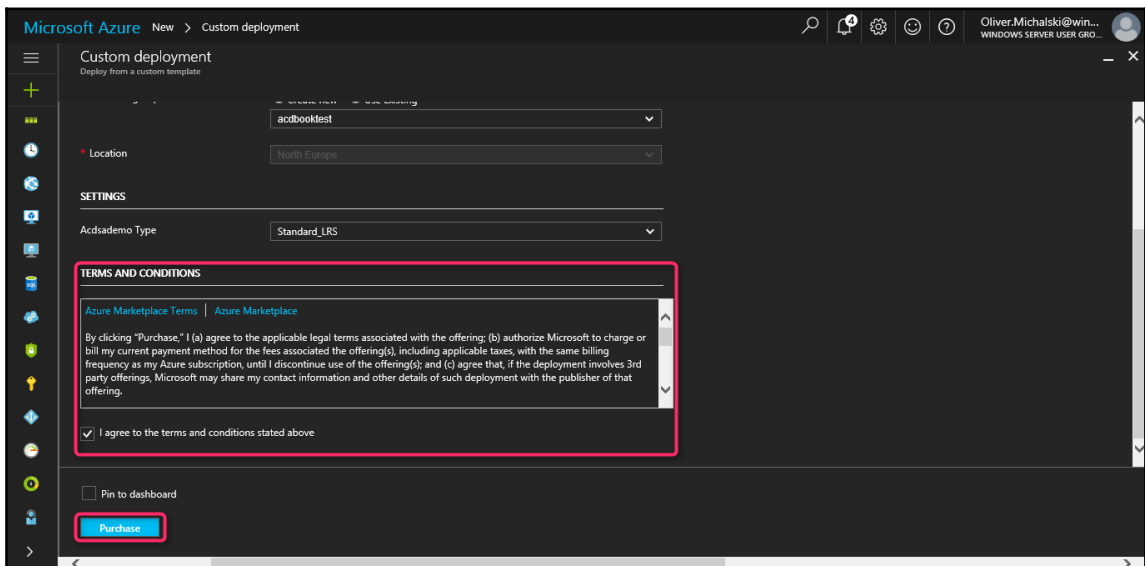 Microsoft Azure New > Custom deployment
4
Oliver.Michalski@win...
WINDOWS SERVER USER GRO...
Custom deployment
Deploy from a custom template
Create new Use existing
acdbooktest
* Location North Europe
SETTINGS
Acdsademo Type Standard_LRS
TERMS AND CONDITIONS
Azure Marketplace Terms | Azure Marketplace
By clicking "Purchase," I (a) agree to the applicable legal terms associated with the offering; (b) authorize Microsoft to charge or
bill my current payment method for the fees associated the offering(s), including applicable taxes, with the same billing
frequency as my Azure subscription, until I discontinue use of the offering(s); and (c) agree that, if the deployment involves 3rd
party offerings, Microsoft may share my contact information and other details of such deployment with the publisher of that
offering.
I agree to the terms and conditions stated above
Pin to dashboard
Purchase